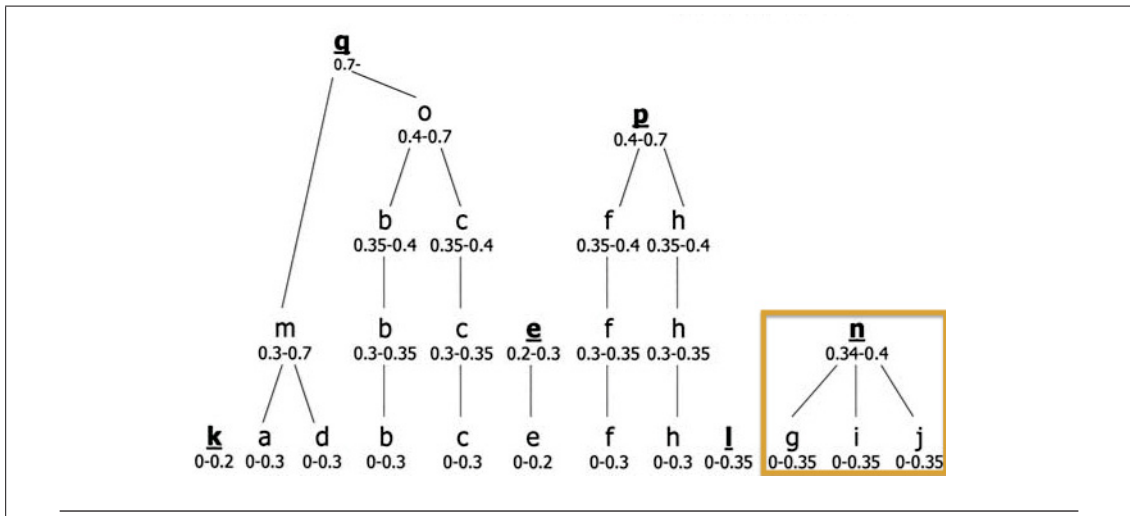 q
0.7-
o
p
0.4-0.7 0.4-0.7
b c f h
0.35-0.4 0.35-0.4 0.35-0.4 0.35-0.4
m b c e f h n
0.3-0.7 0.3-0.35 0.3-0.35 0.2-0.3 0.3-0.35 0.3-0.35 0.34-0.4
k a d b c e f h l g i j
0-0.2 0-0.3 0-0.3 0-0.3 0-0.3 0-0.2 0-0.3 0-0.3 0-0.35 0-0.35 0-0.35 0-0.35